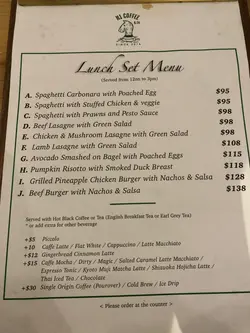 N1 COFFEE
& Co
SINCE 2014
Lunch Set Menu
(Served from 12nn to 3pm)
A. Spaghetti Carbonara with Poached Egg $95
B. Spaghetti with Stuffed Chicken & veggie $95
C. Spaghetti with Prawns and Pesto Sauce $98
D. Beef Lasagne with Green Salad $98
E. Chicken & Mushroom Lasagne with Green Salad $98
F. Lamb Lasagne with Green Salad $108
G. Avocado Smashed on Bagel with Poached Eggs $115
H. Pumpkin Risotto with Smoked Duck Breast $118
I. Grilled Pineapple Chicken Burger with Nachos & Salsa $128
J. Beef Burger with Nachos & Salsa $138
Served with Hot Black Coffee or Tea (English Breakfast Tea or Earl Grey Tea)
* or add extra for other beverage
+$5 Piccolo
+10 Caffe Latte / Flat White / Cappuccino / Latte Macchiato
+$12 Gingerbread Cinnamon Latte
+$15 Caffe Mocha / Dirty / Magic / Salted Caramel Latte Macchiato /
Espresso Tonic / Kyoto Muji Matcha Latte / Shizuoka Hojicha Latte /
Thai Iced Tea / Chocolate
+$30 Single Origin Coffee (Pourover) / Cold Brew / Ice Drip
< Please order at the counter >